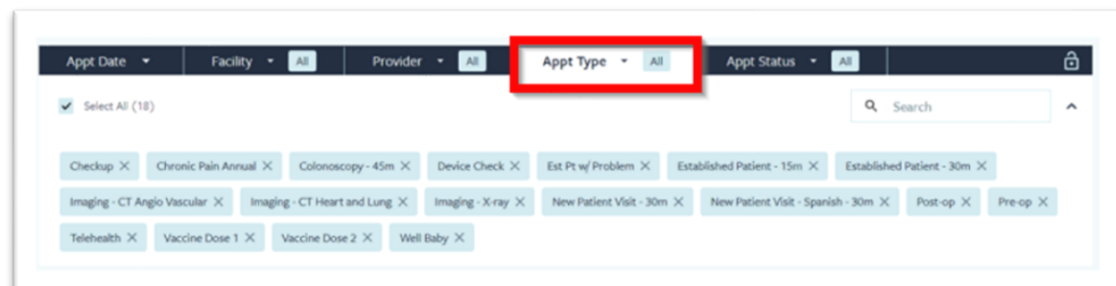 Appt Date Facility All Provider All Appt Type All Appt Status All
Select All (18) Search
Checkup Chronic Pain Annual Colonoscopy - 45m Device Check Est Pt w/ Problem Established Patient - 15m Established Patient - 30m
Imaging - CT Angio Vascular Imaging - CT Heart and Lung Imaging - X-ray New Patient Visit - 30m New Patient Visit - Spanish - 30m Post-op Pre-op
Telehealth Vaccine Dose 1 Vaccine Dose 2 Well Baby